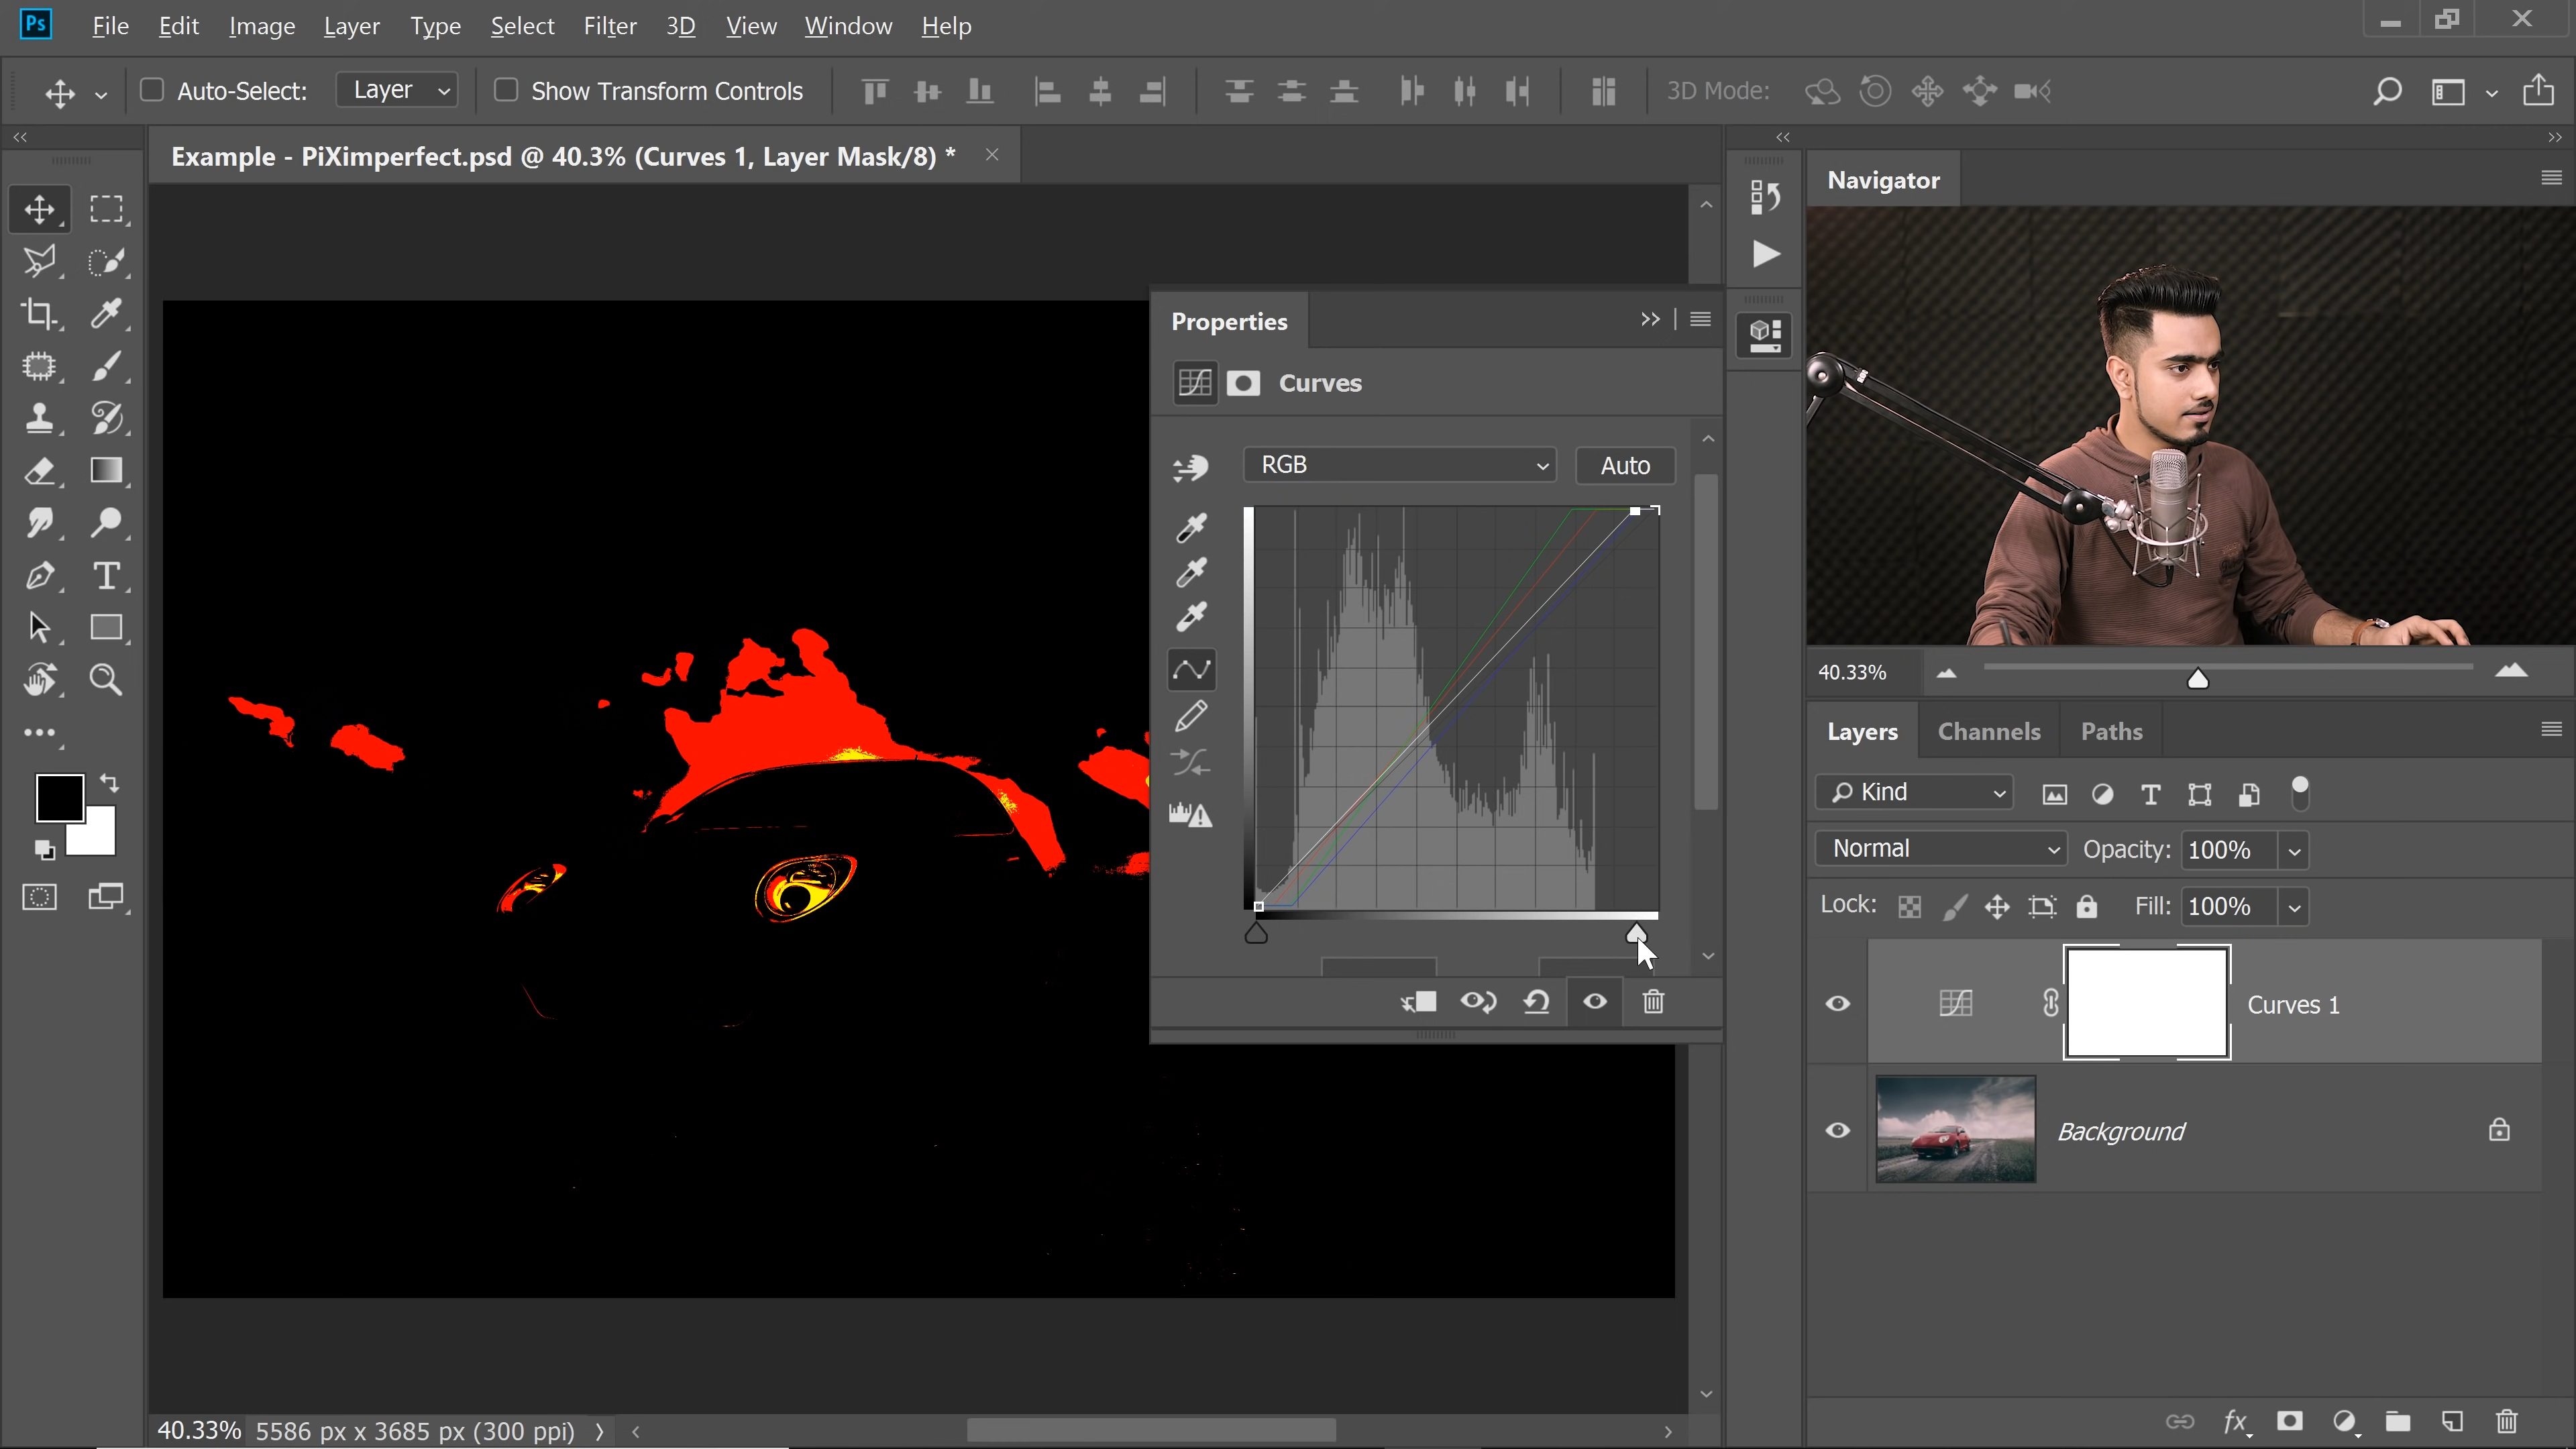 Ps File Edit Image Layer Type Select Filter 3D View Window Help
Auto-Select: Layer Show Transform Controls 3D Mode:
Example - PiXimperfect.psd @ 40.3% (Curves 1, Layer Mask/8) *
Navigator
Properties
Curves
RGB Auto
40.33%
Layers Channels Paths
Kind
Normal Opacity: 100%
Lock: Fill: 100%
Curves 1
Background
fx
40.33% 5586 px x 3685 px (300 ppi)